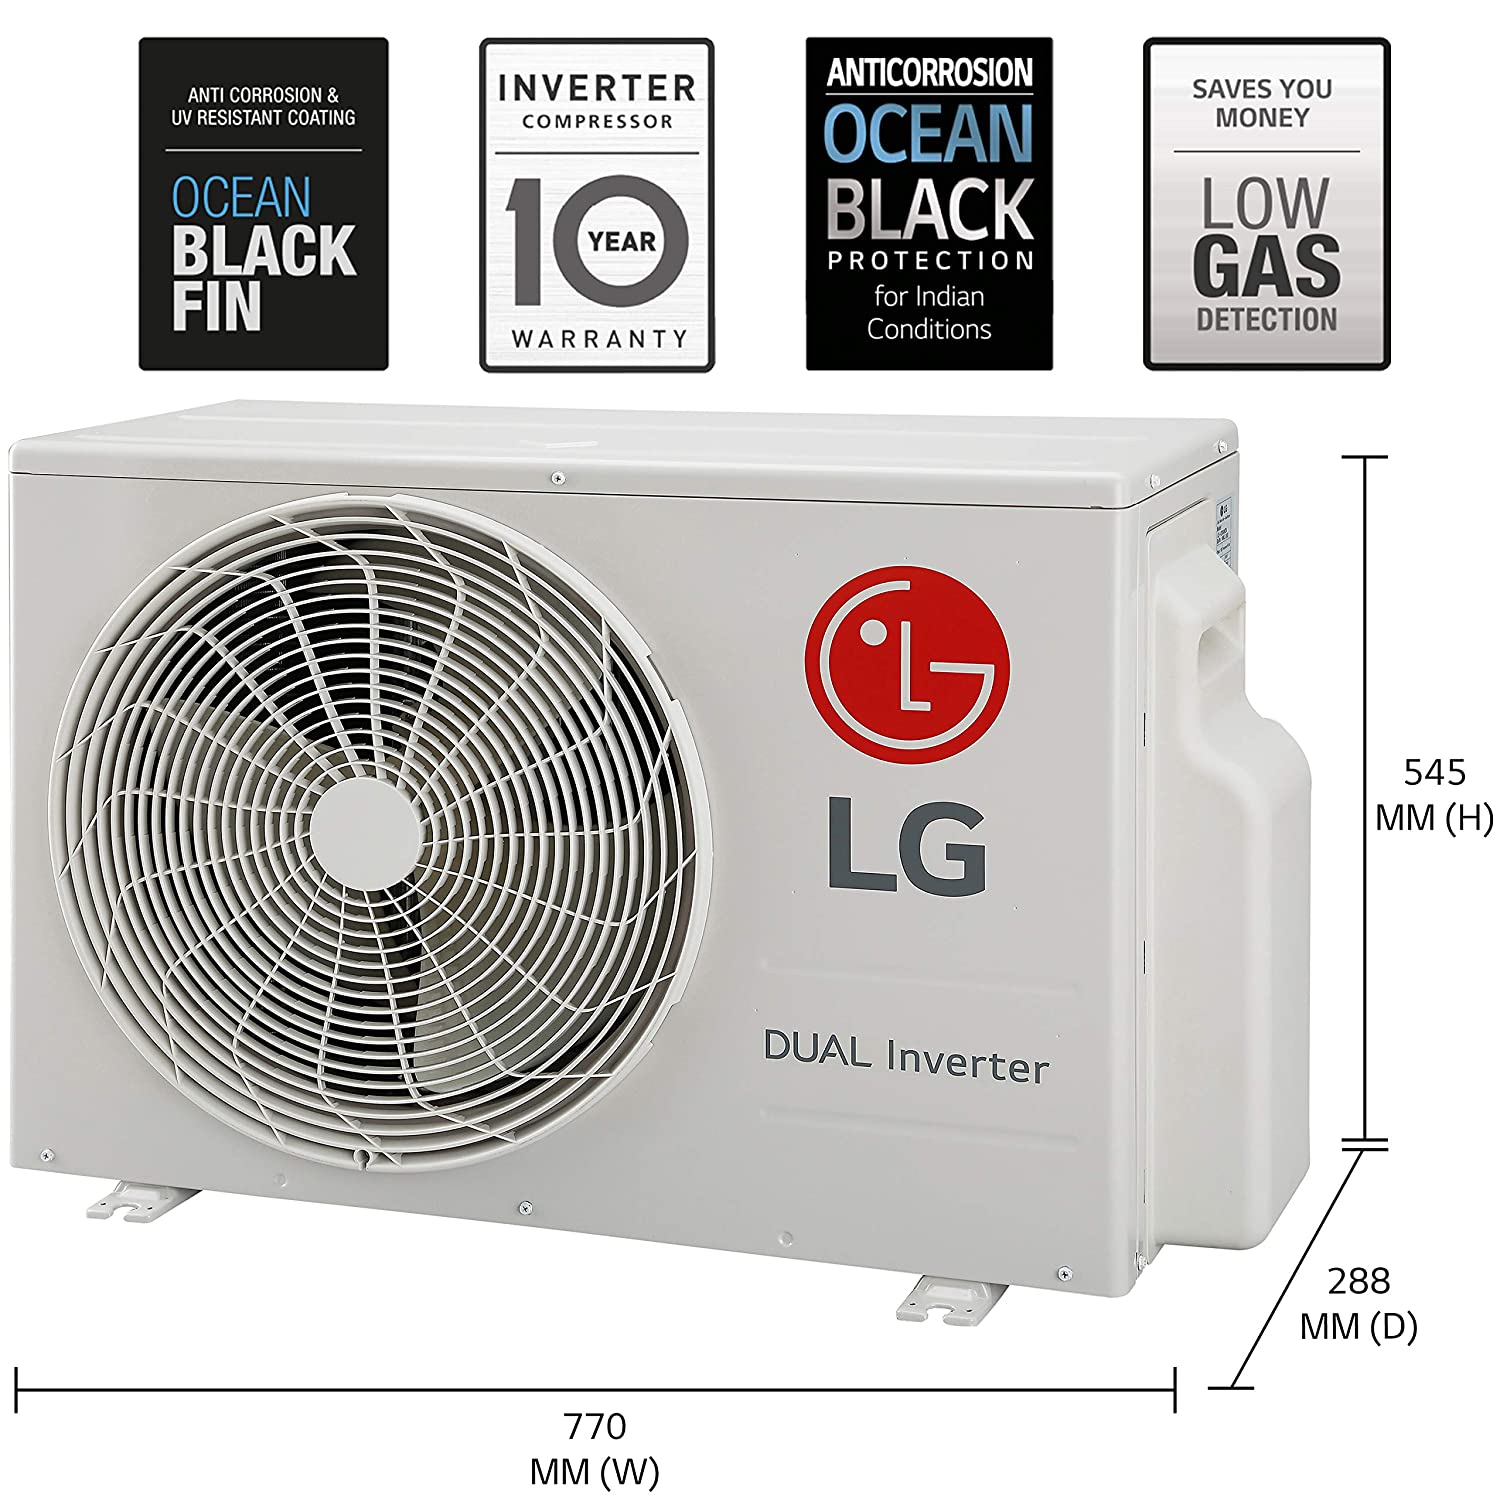 ANTI CORROSION &
UV RESISTANT COATING
OCEAN
BLACK
FIN
INVERTER
COMPRESSOR
10
YEAR
WARRANTY
ANTICORROSION
OCEAN
BLACK
PROTECTION
for Indian
Conditions
SAVES YOU
MONEY
LOW
GAS
DETECTION
LG
LG
DUAL Inverter
545
MM (H)
288
MM (D)
770
MM (W)